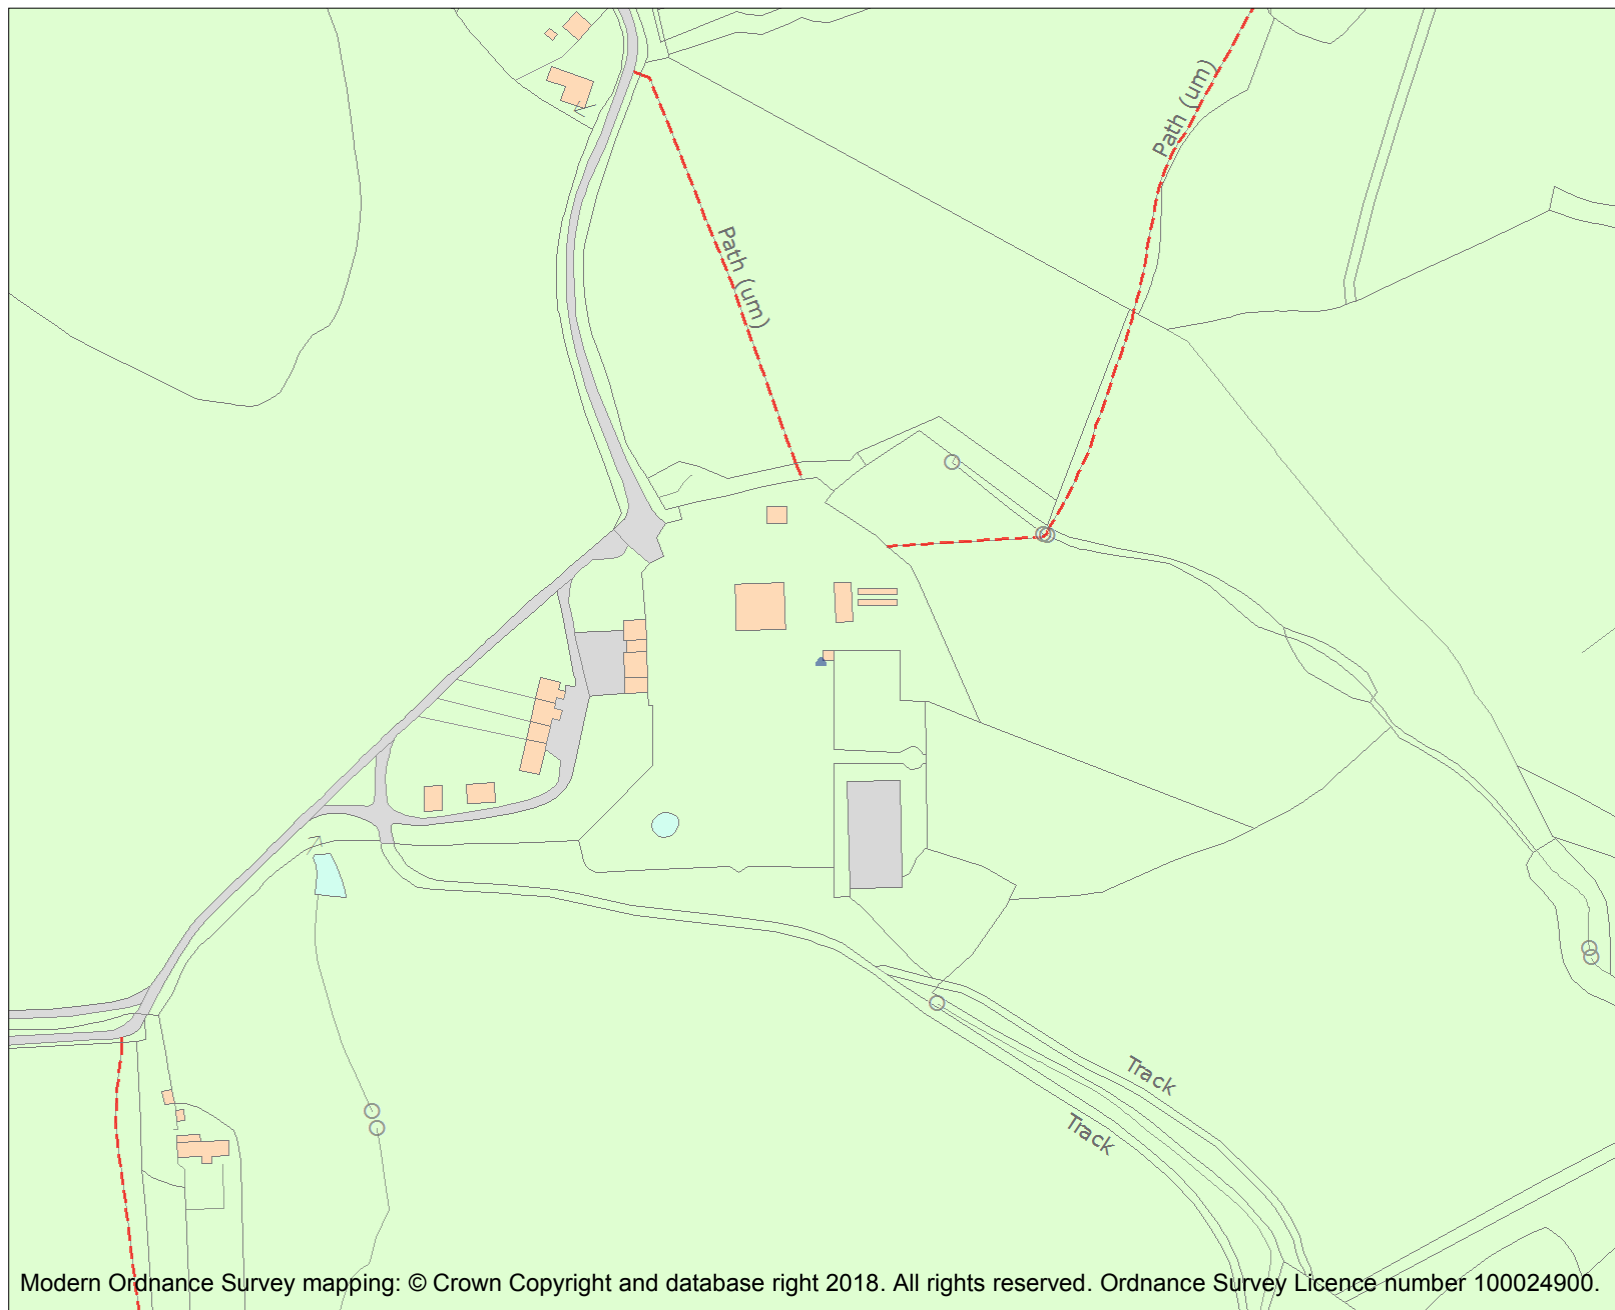 Path (um)
Path (um)
Track
Track
Modern Ordnance Survey mapping: © Crown Copyright and database right 2018. All rights reserved. Ordnance Survey Licence number 100024900.